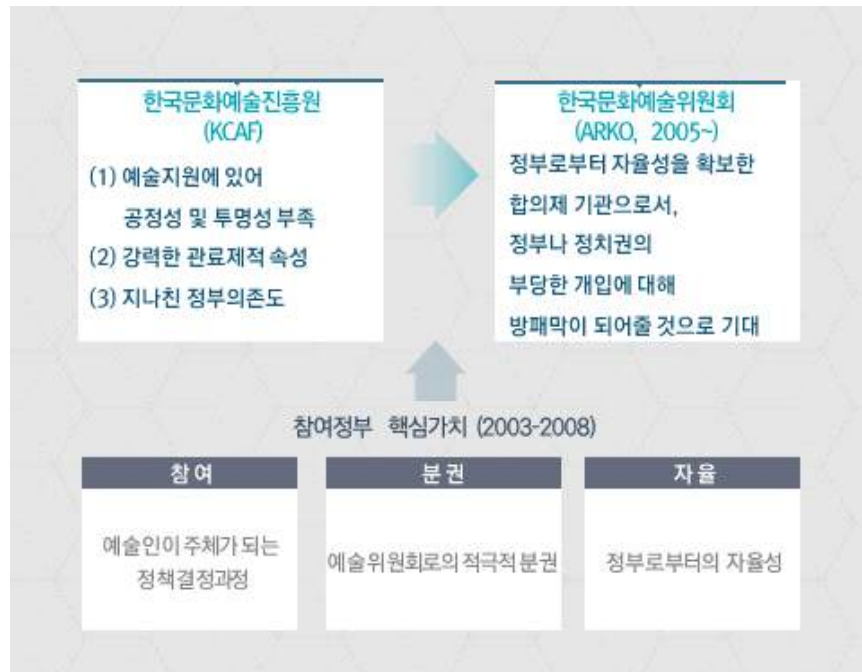 한국문화예술진흥원
(KCAF)
(1) 예술지원에 있어
공정성 및 투명성 부족
(2) 강력한 관료제적 속성
(3) 지나친 정부의존도
한국문화예술위원회
(ARKO, 2005~)
정부로부터 자율성을 확보한
합의제 기관으로서,
정부나 정치권의
부당한 개입에 대해
방패막이 되어줄 것으로 기대
참여정부 핵심가치 (2003-2008)
참여
예술인이 주체가 되는
정책결정과정
분권
예술위원회로의 적극적 분권
자율
정부로부터의 자율성